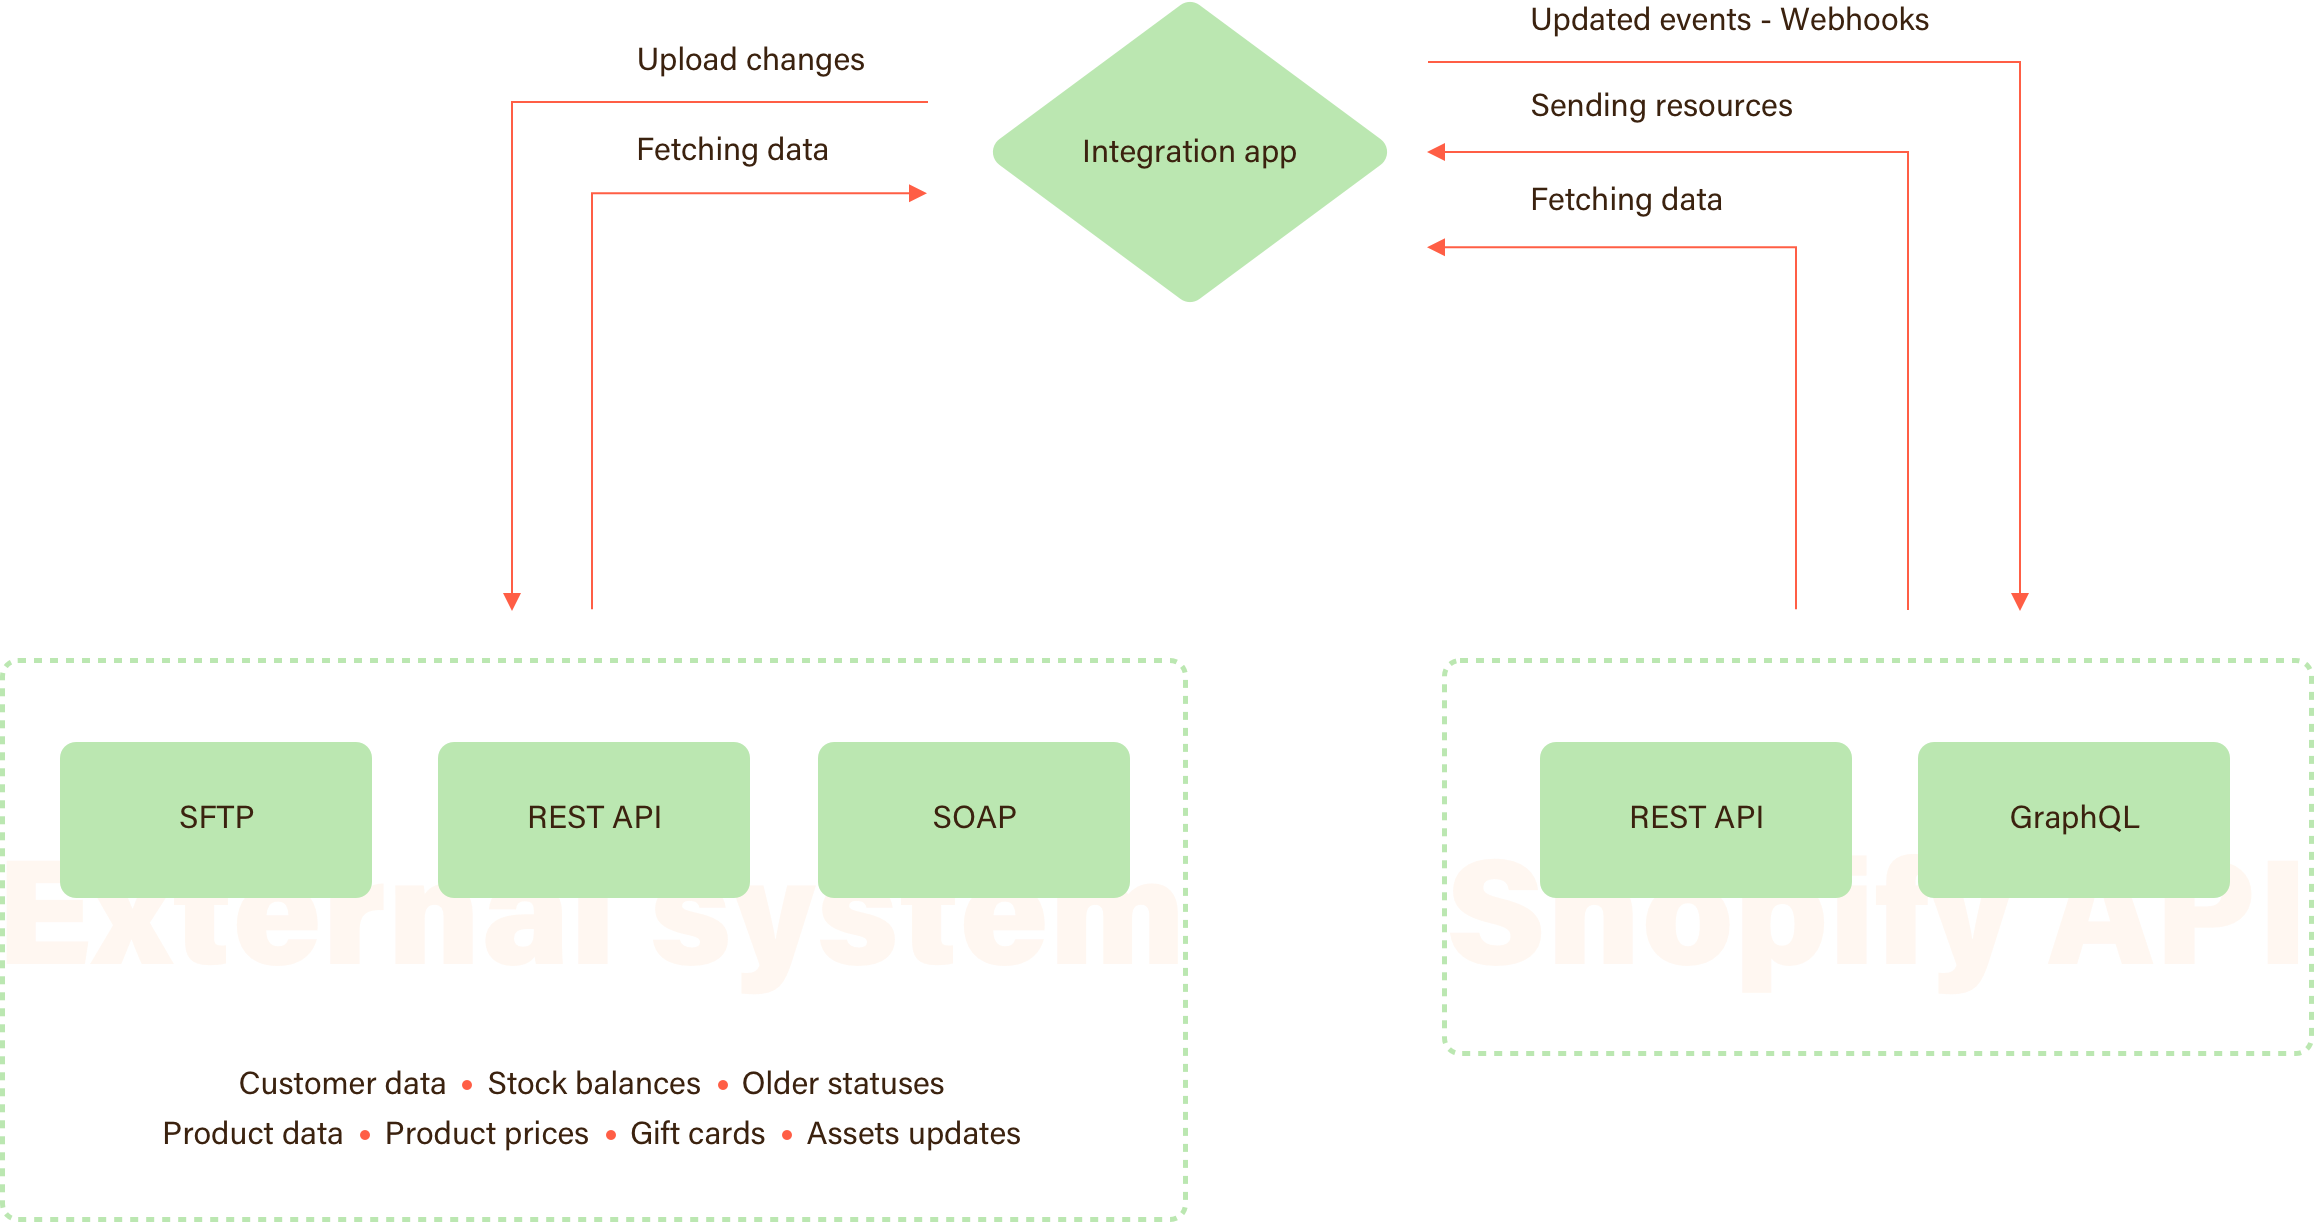 Updated events - Webhooks
Upload changes
Sending resources
Fetching data
Integration app
Fetching data
SFTP
REST API
SOAP
REST API
GraphQL
External system
Shopify API
Customer data • Stock balances • Older statuses
Product data • Product prices • Gift cards • Assets updates